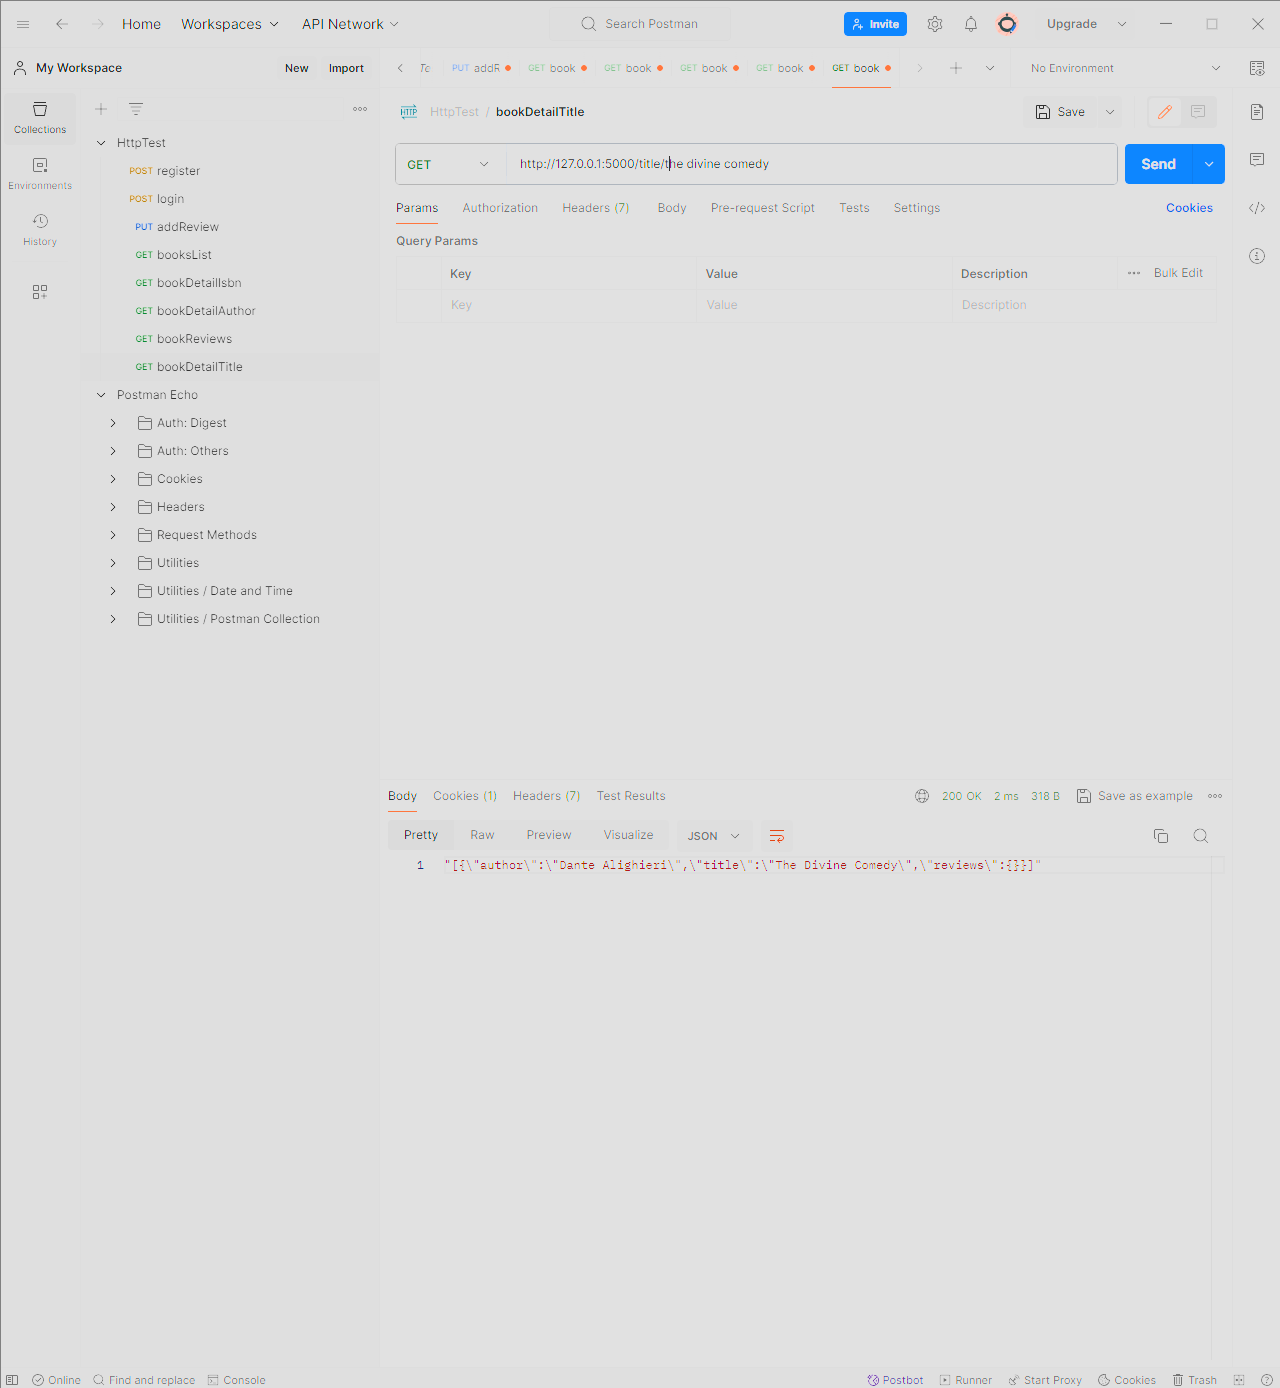 Home Workspaces API Network Search Postman Invite Upgrade
My Workspace New Import
PUT addR GET book GET book GET book GET book GET book No Environment
Collections
Environments
History
HttpTest
POST register
POST login
PUT addReview
GET booksList
GET bookDetailIsbn
GET bookDetailAuthor
GET bookReviews
GET bookDetailTitle
Postman Echo
Auth: Digest
Auth: Others
Cookies
Headers
Request Methods
Utilities
Utilities / Date and Time
Utilities / Postman Collection
HTTP HttpTest / bookDetailTitle Save
GET http://127.0.0.1:5000/title/the divine comedy Send
Params Authorization Headers (7) Body Pre-request Script Tests Settings Cookies
Query Params
Key Value Description Bulk Edit
Key Value Description
Body Cookies (1) Headers (7) Test Results 200 OK 2 ms 318 B Save as example
Pretty Raw Preview Visualize JSON
1 "[{\"author\":\"Dante Alighieri\",\"title\":\"The Divine Comedy\",\"reviews\":{}}]"
Online Find and replace Console Postbot Runner Start Proxy Cookies Trash